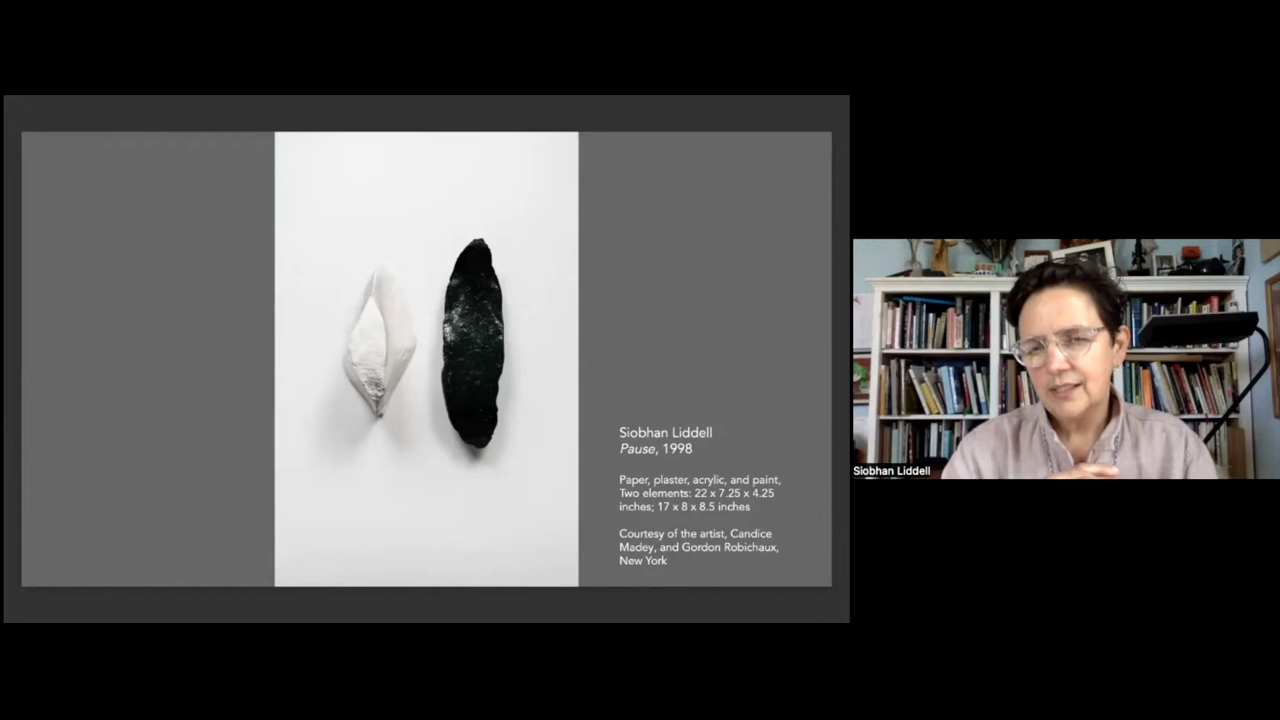 Siobhan Liddell
Pause, 1998
Paper, plaster, acrylic, and paint,
Two elements: 22 x 7.25 x 4.25
inches; 17 x 8 x 8.5 inches
Courtesy of the artist, Candice
Madey, and Gordon Robichaux,
New York
Siobhan Liddell